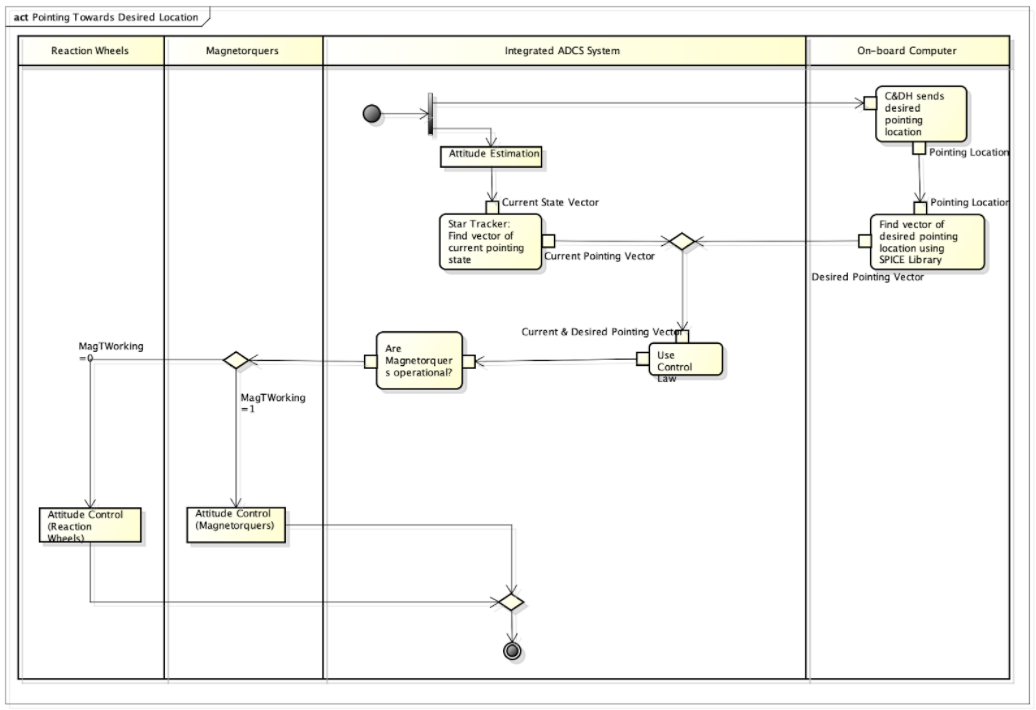 act Pointing Towards Desired Location
Reaction Wheels
Magnetorquers
Integrated ADCS System
On-board Computer
C&DH sends
desired
pointing
location
Pointing Location
Attitude Estimation
Current State Vector
Pointing Location
Star Tracker:
Find vector of
current pointing
state
Current Pointing Vector
Find vector of
desired pointing
location using
SPICE Library
Desired Pointing Vector
Current & Desired Pointing Vector
Use
Control
Law
Are
Magnetorquer
s operational?
MagTWorking
=0
MagTWorking
=1
Attitude Control
(Reaction
Wheels)
Attitude Control
(Magnetorquers)